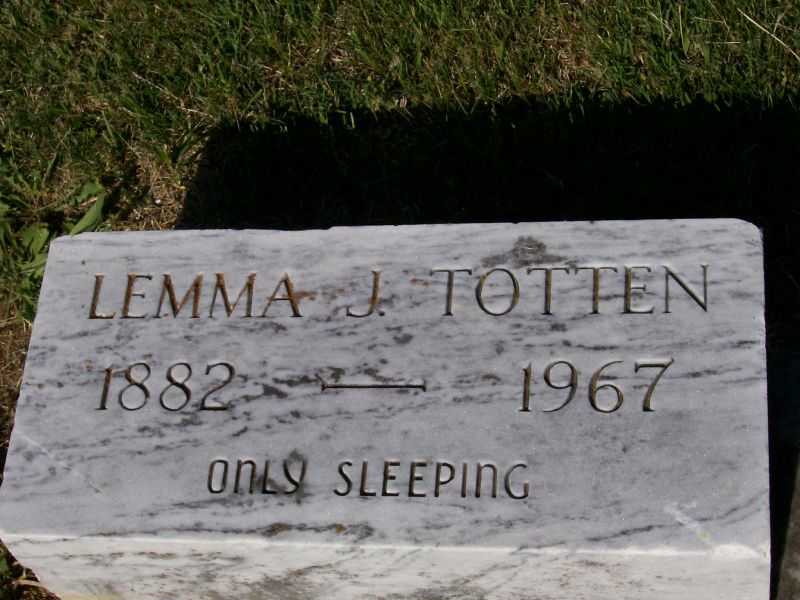 LEMMA J. TOTTEN
1882 — 1967
ONLY SLEEPING